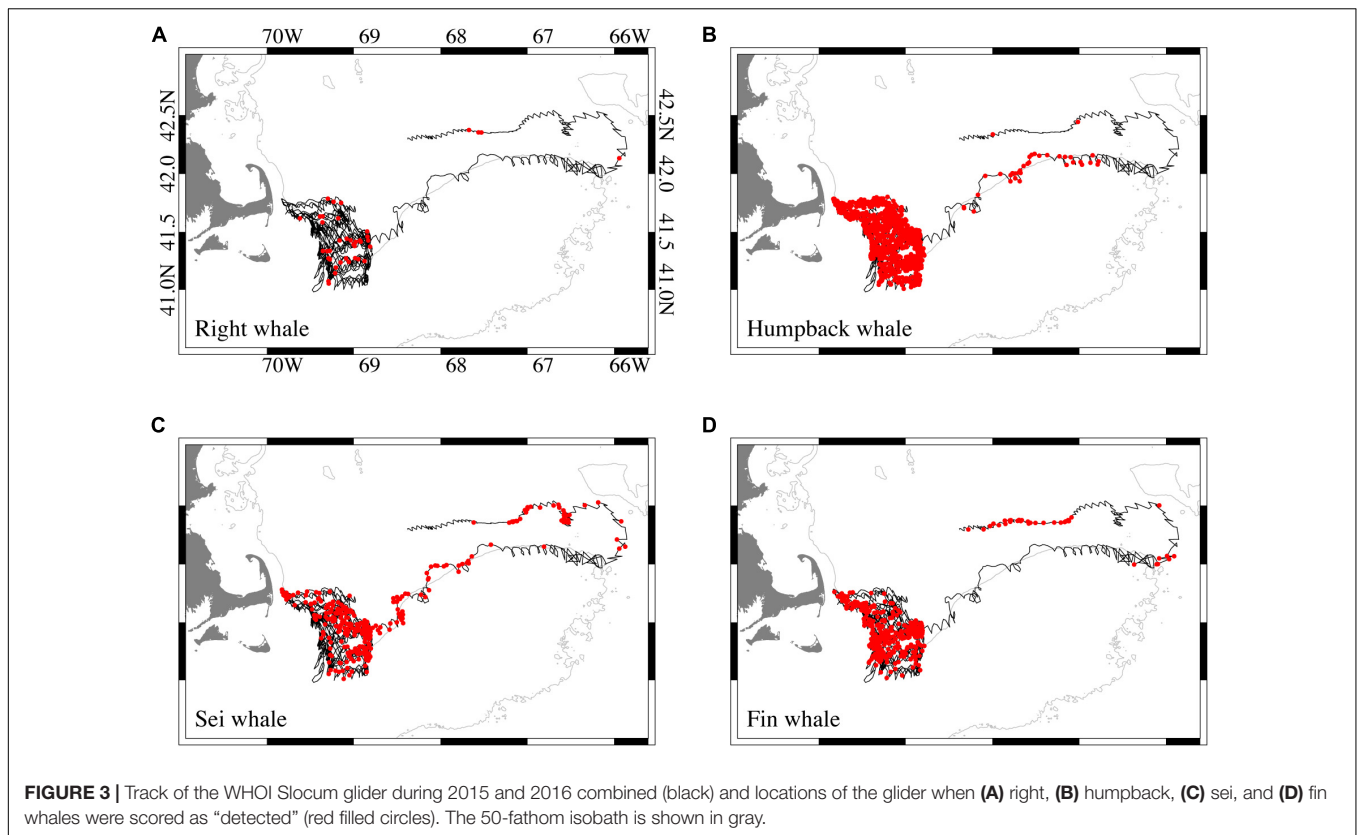 A
B
70W 69 68 67 66W
42.5N
42.0
41.5
41.0N
42.5N
42.0
41.5
41.0N
Right whale
Humpback whale
70W 69 68 67 66W
C
D
Sei whale
Fin whale
FIGURE 3 | Track of the WHOI Slocum glider during 2015 and 2016 combined (black) and locations of the glider when (A) right, (B) humpback, (C) sei, and (D) fin
whales were scored as “detected” (red filled circles). The 50-fathom isobath is shown in gray.